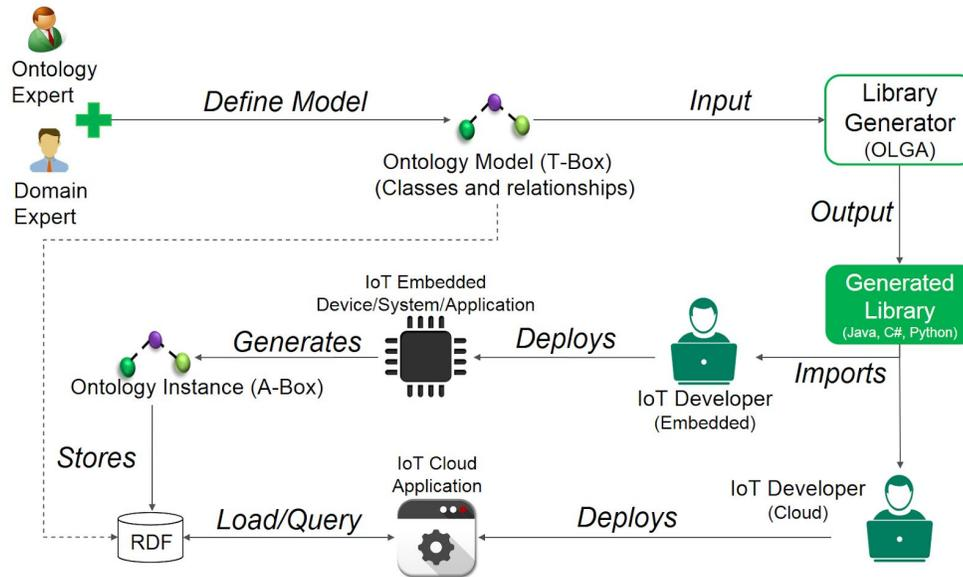 Ontology
Expert
Define Model
Input
Library
Generator
(OLGA)
Domain
Expert
Ontology Model (T-Box)
(Classes and relationships)
Output
IoT Embedded
Device/System/Application
Generated
Library
(Java, C#, Python)
Generates
Deploys
Imports
Ontology Instance (A-Box)
IoT Developer
(Embedded)
Stores
IoT Cloud
Application
IoT Developer
(Cloud)
RDF
Load/Query
Deploys